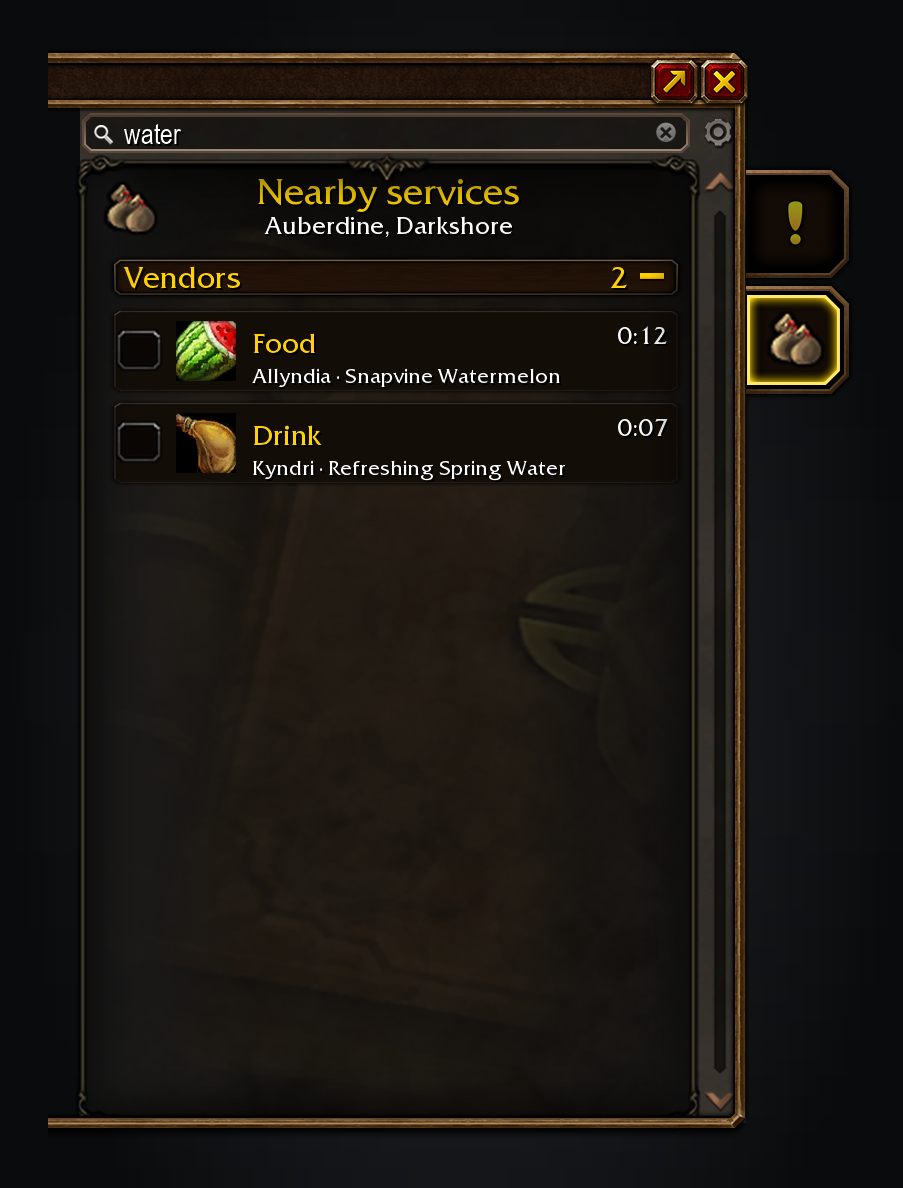 water
Nearby services
Auberdine, Darkshore
Vendors 2
Food 0:12
Allyndia · Snapvine Watermelon
Drink 0:07
Kyndri · Refreshing Spring Water